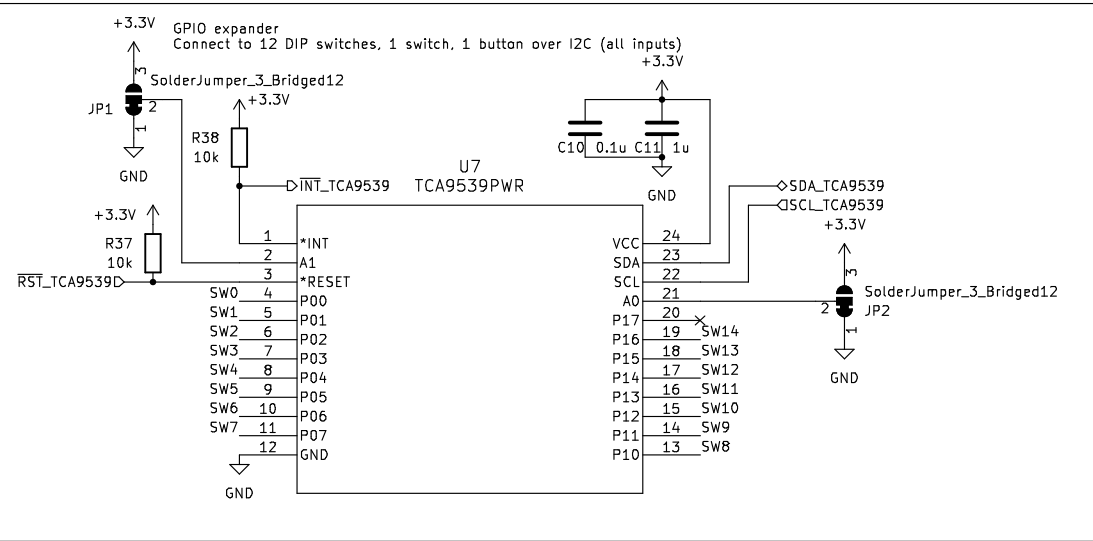 +3.3V
GPIO expander
Connect to 12 DIP switches, 1 switch, 1 button over I2C (all inputs)
+3.3V
3
SolderJumper_3_Bridged12
JP1
2
+3.3V
1
R38
10k
C10 0.1u
C11 1u
GND
GND
U7
TCA9539PWR
INT_TCA9539
SDA_TCA9539
SCL_TCA9539
+3.3V
+3.3V
R37
10k
RST_TCA9539
1 *INT
2 A1
3 *RESET
SW0 4 P00
SW1 5 P01
SW2 6 P02
SW3 7 P03
SW4 8 P04
SW5 9 P05
SW6 10 P06
SW7 11 P07
12 GND
GND
VCC 24
SDA 23
SCL 22
A0 21
P17 20
P16 19 SW14
P15 18 SW13
P14 17 SW12
P13 16 SW11
P12 15 SW10
P11 14 SW9
P10 13 SW8
3
SolderJumper_3_Bridged12
2
JP2
1
GND